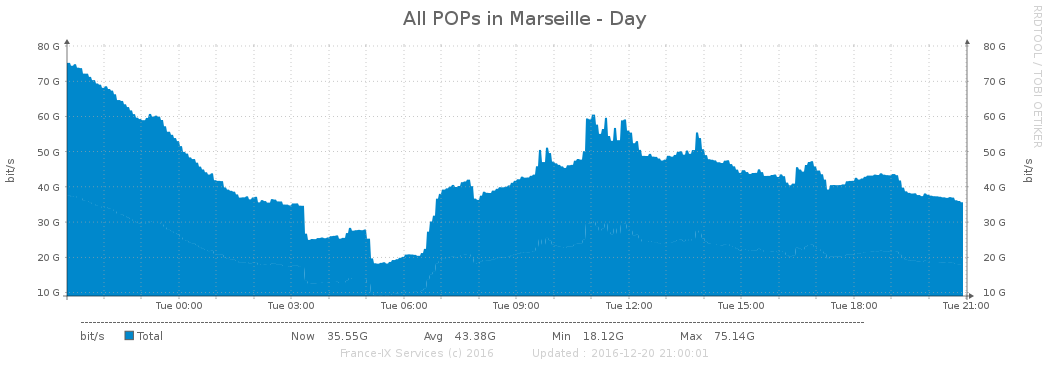 All POPs in Marseille - Day
RRDTOOL / TOBI OETIKER
80 G 80 G
70 G 70 G
60 G 60 G
50 G 50 G
40 G 40 G
30 G 30 G
20 G 20 G
10 G 10 G
bit/s bit/s
Tue 00:00 Tue 03:00 Tue 06:00 Tue 09:00 Tue 12:00 Tue 15:00 Tue 18:00 Tue 21:00
bit/s Total Now 35.55G Avg 43.38G Min 18.12G Max 75.14G
France-IX Services (c) 2016 Updated : 2016-12-20 21:00:01